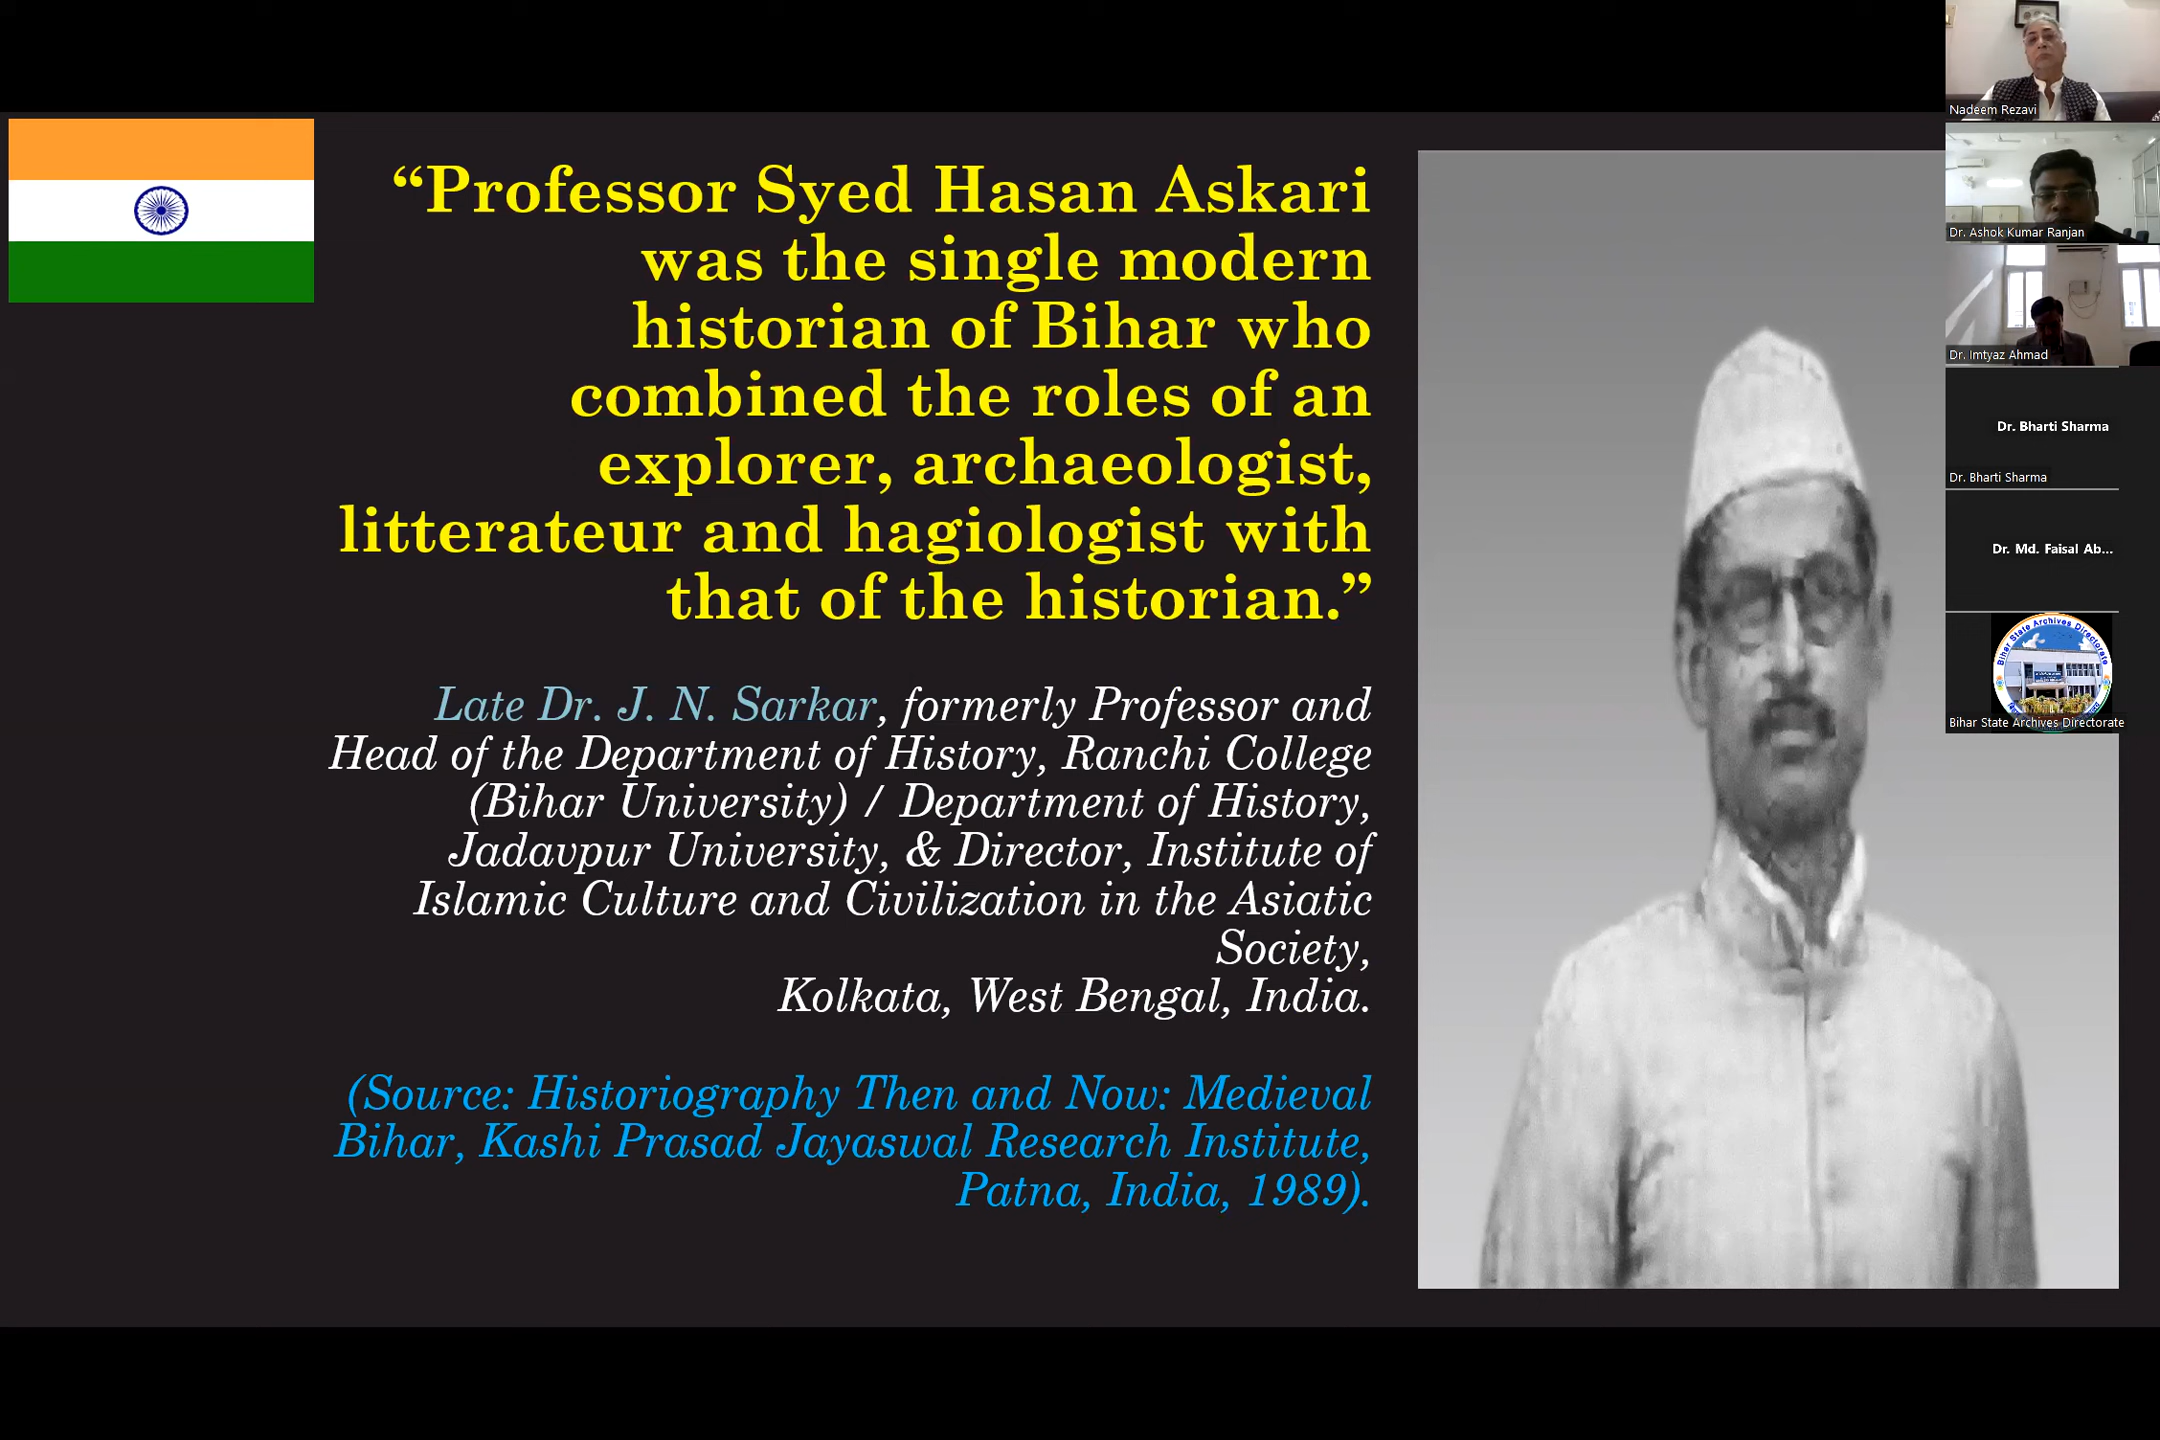 “Professor Syed Hasan Askari
was the single modern
historian of Bihar who
combined the roles of an
explorer, archaeologist,
litterateur and hagiologist with
that of the historian.”
Late Dr. J. N. Sarkar, formerly Professor and
Head of the Department of History, Ranchi College
(Bihar University) / Department of History,
Jadavpur University, & Director, Institute of
Islamic Culture and Civilization in the Asiatic
Society,
Kolkata, West Bengal, India.
(Source: Historiography Then and Now: Medieval
Bihar, Kashi Prasad Jayaswal Research Institute,
Patna, India, 1989).
Nadeem Rezavi
Dr. Ashok Kumar Ranjan
Dr. Imtyaz Ahmad
Dr. Bharti Sharma
Dr. Bharti Sharma
Dr. Md. Faisal Ab...
Bihar State Archives Directorate
Bihar State Archives Directorate